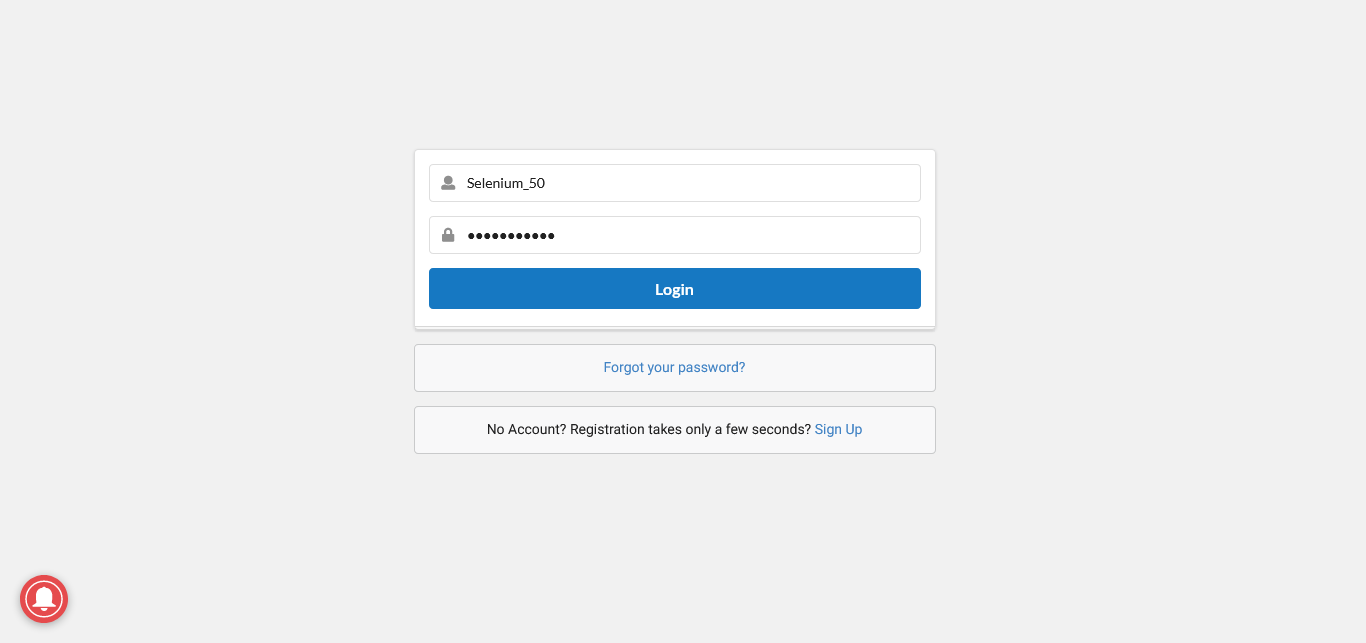 Selenium_50
•••••••••••
Login
Forgot your password?
No Account? Registration takes only a few seconds? Sign Up